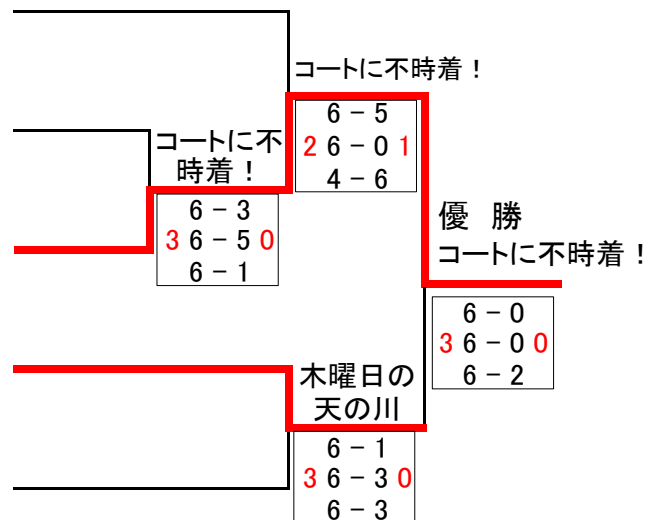 コートに不時着！
6－5
2 6－0 1
4－6
コートに不
時着！
6－3
3 6－5 0
6－1
優　勝
コートに不時着！
6－0
3 6－0 0
6－2
木曜日の
天の川
6－1
3 6－3 0
6－3